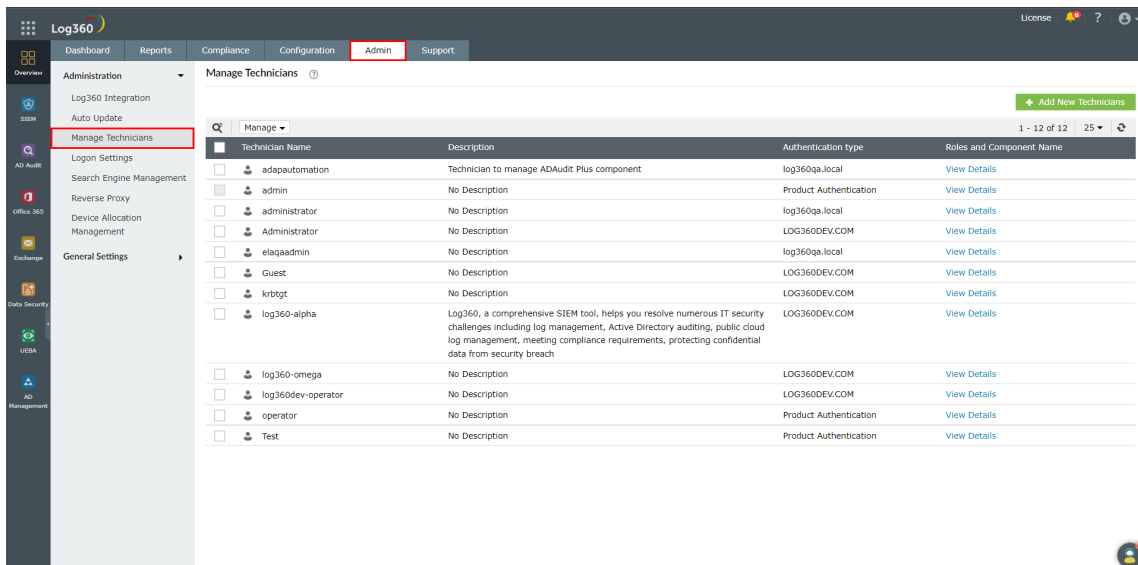 License 6 ?
Log360
Dashboard Reports Compliance Configuration Admin Support
Overview
SIEM
AD Audit
Office 365
Exchange
Data Security
UEBA
AD
Management
Administration
Log360 Integration
Auto Update
Manage Technicians
Logon Settings
Search Engine Management
Reverse Proxy
Device Allocation
Management
General Settings
Manage Technicians ?
+ Add New Technicians
Manage 1 - 12 of 12 25
Technician Name Description Authentication type Roles and Component Name
adapautomation Technician to manage ADAudit Plus component log360qa.local View Details
admin No Description Product Authentication View Details
administrator No Description log360qa.local View Details
Administrator No Description LOG360DEV.COM View Details
elaqaadmin No Description log360qa.local View Details
Guest No Description LOG360DEV.COM View Details
krbtgt No Description LOG360DEV.COM View Details
log360-alpha Log360, a comprehensive SIEM tool, helps you resolve numerous IT security LOG360DEV.COM View Details
challenges including log management, Active Directory auditing, public cloud
log management, meeting compliance requirements, protecting confidential
data from security breach
log360-omega No Description LOG360DEV.COM View Details
log360dev-operator No Description LOG360DEV.COM View Details
operator No Description Product Authentication View Details
Test No Description Product Authentication View Details